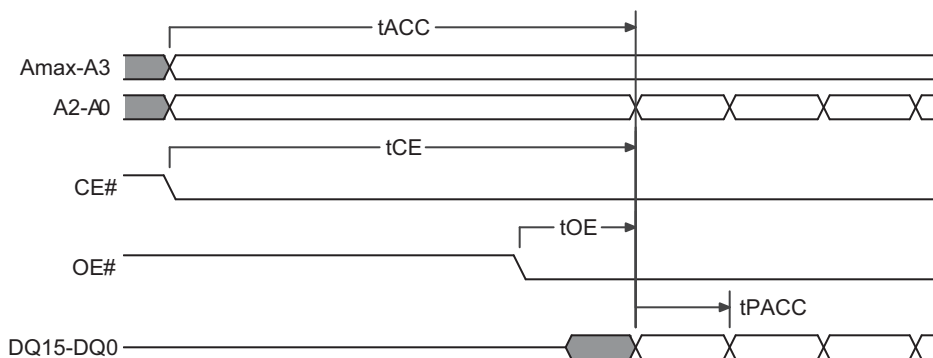 tACC
Amax-A3
A2-A0
tCE
CE#
tOE
OE#
tPACC
DQ15-DQ0